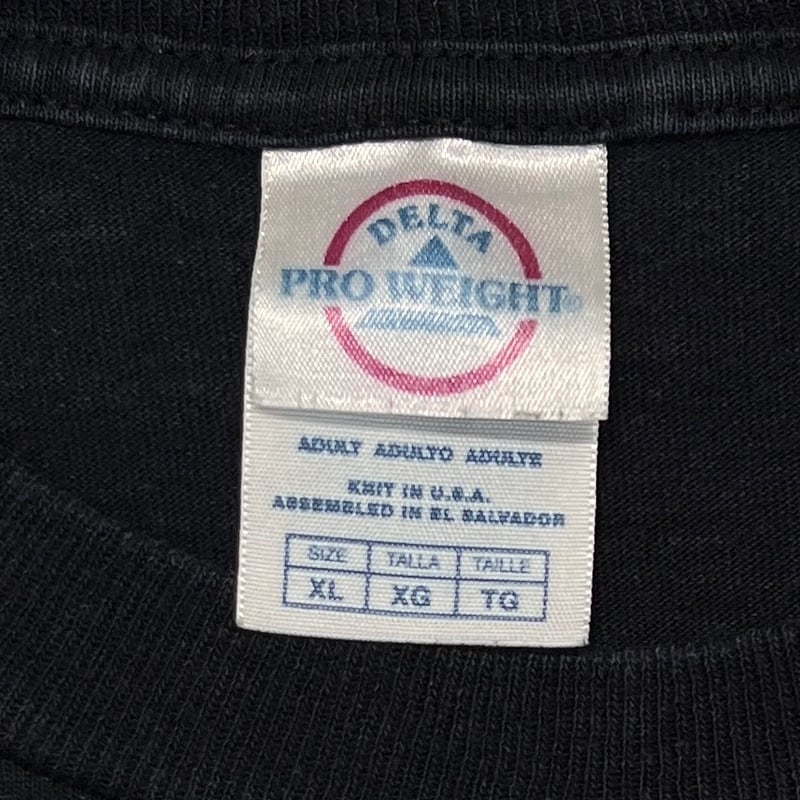 DELTA
PRO WEIGHT®
ADULT ADULTO ADULTE
KNIT IN U.S.A.
ASSEMBLED IN EL SALVADOR
SIZE TALLA TAILLE
XL XG TG